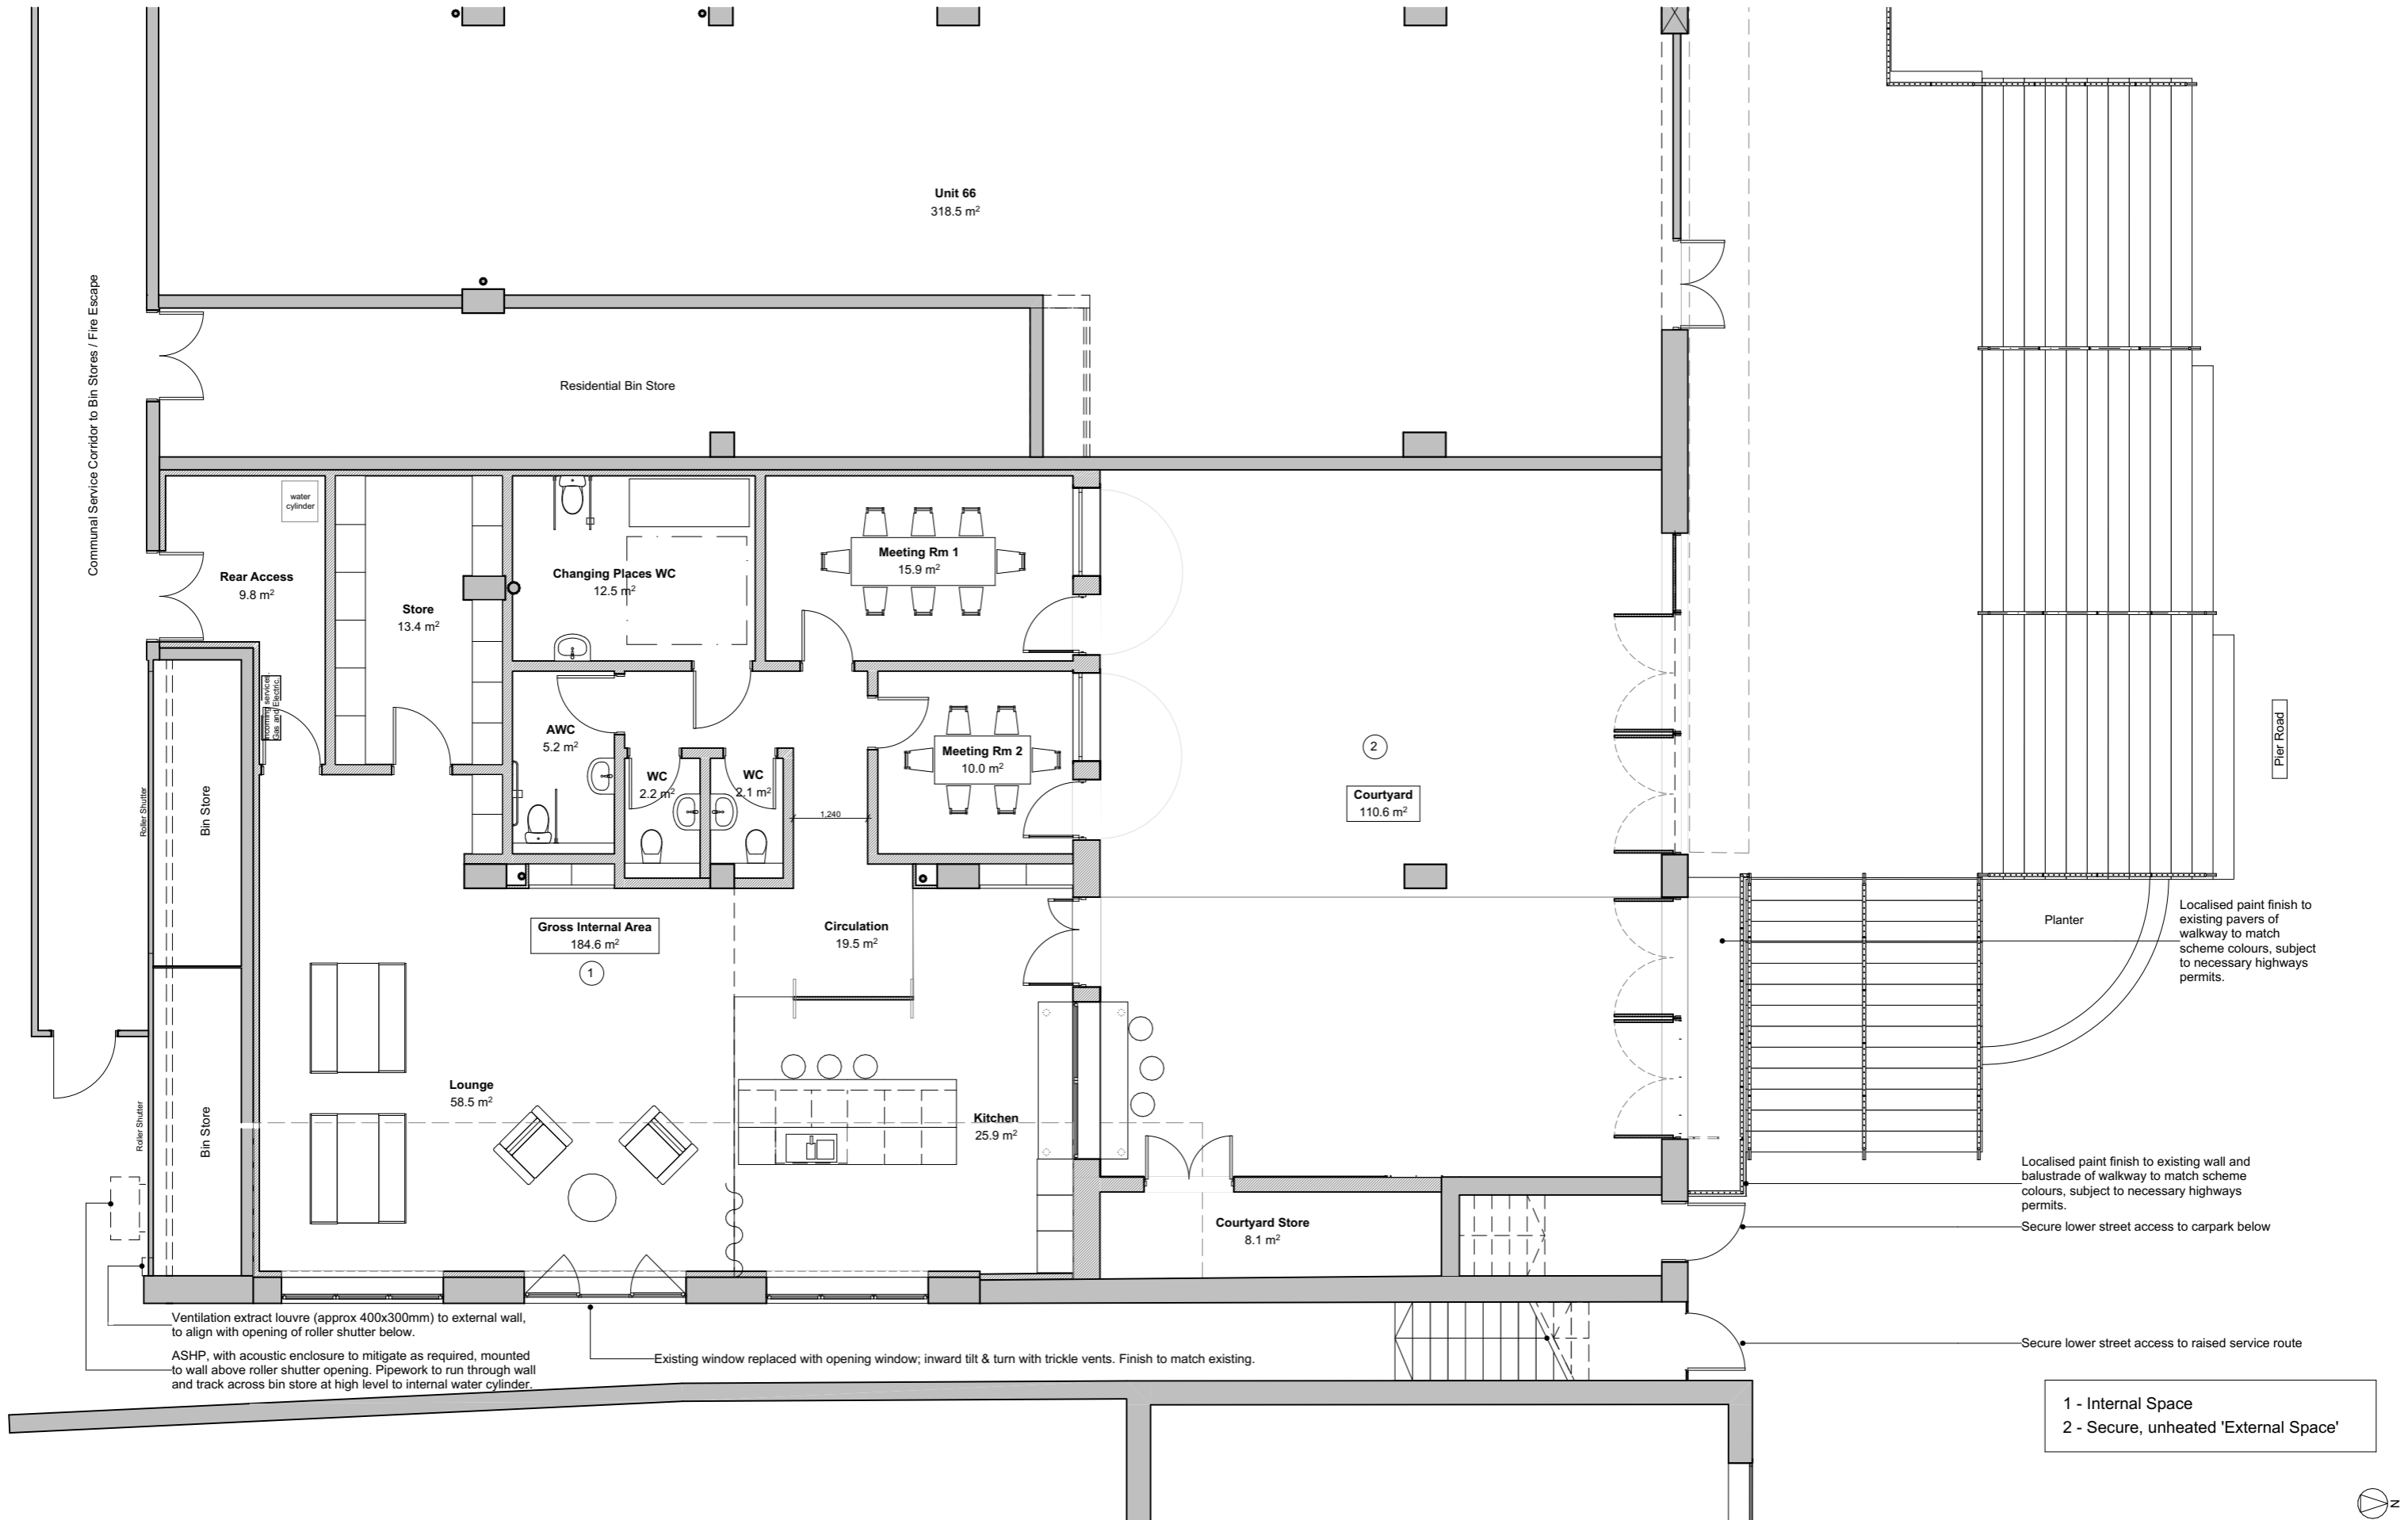 Unit 66
318.5 m²
Communal Service Corridor to Bin Stores / Fire Escape
Residential Bin Store
water
cylinder
Rear Access
9.8 m²
Store
13.4 m²
Changing Places WC
12.5 m²
Meeting Rm 1
15.9 m²
Incoming services.
Gas and Electric.
AWC
5.2 m²
WC
2.2 m²
WC
2.1 m²
Meeting Rm 2
10.0 m²
1,240
2
Courtyard
110.6 m²
Pier Road
Roller Shutter
Bin Store
Gross Internal Area
184.6 m²
1
Circulation
19.5 m²
Planter
Localised paint finish to
existing pavers of
walkway to match
scheme colours, subject
to necessary highways
permits.
Lounge
58.5 m²
Kitchen
25.9 m²
Roller Shutter
Bin Store
Courtyard Store
8.1 m²
Localised paint finish to existing wall and
balustrade of walkway to match scheme
colours, subject to necessary highways
permits.
Secure lower street access to carpark below
Ventilation extract louvre (approx 400x300mm) to external wall,
to align with opening of roller shutter below.
ASHP, with acoustic enclosure to mitigate as required, mounted
to wall above roller shutter opening. Pipework to run through wall
and track across bin store at high level to internal water cylinder.
Existing window replaced with opening window; inward tilt & turn with trickle vents. Finish to match existing.
Secure lower street access to raised service route
1 - Internal Space
2 - Secure, unheated 'External Space'
N